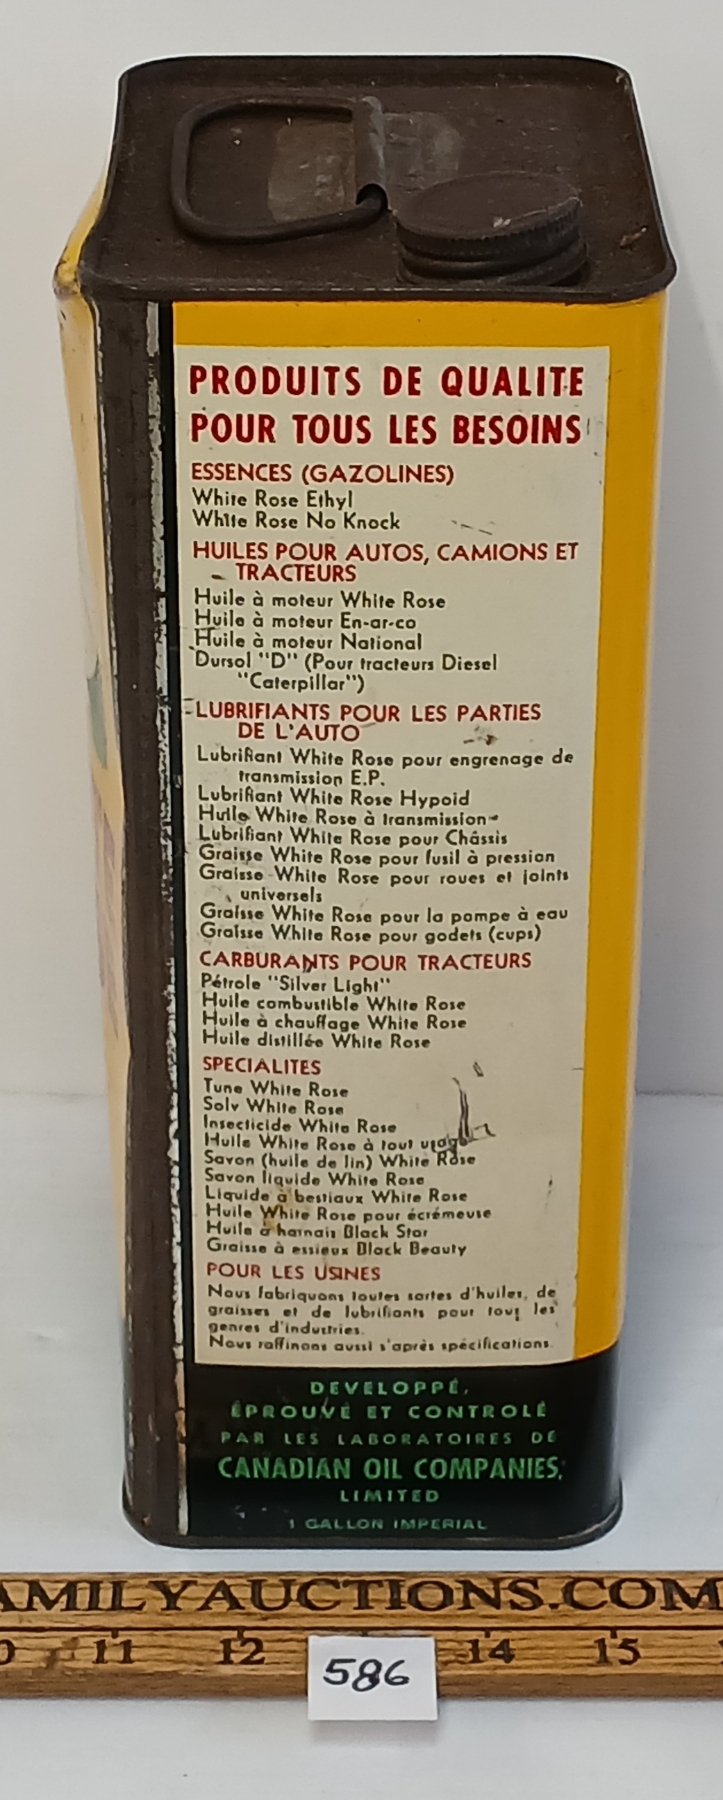 PRODUITS DE QUALITE
POUR TOUS LES BESOINS
ESSENCES (GAZOLINES)
White Rose Ethyl
White Rose No Knock
HUILES POUR AUTOS, CAMIONS ET
TRACTEURS
Huile à moteur White Rose
Huile à moteur En-ar-co
Huile à moteur National
Dursol "D" (Pour tracteurs Diesel
"Caterpillar")
LUBRIFIANTS POUR LES PARTIES
DE L'AUTO
Lubrifiant White Rose pour engrenage de
transmission E.P.
Lubrifiant White Rose Hypoid
Huile White Rose à transmission
Lubrifiant White Rose pour Châssis
Graisse White Rose pour fusil à pression
Graisse White Rose pour roues et joints
universels
Graisse White Rose pour la pompe à eau
Graisse White Rose pour godets (cups)
CARBURANTS POUR TRACTEURS
Pétrole "Silver Light"
Huile combustible White Rose
Huile à chauffage White Rose
Huile distillée White Rose
SPECIALITES
Tune White Rose
Solv White Rose
Insecticide White Rose
Huile White Rose à tout usage
Savon (huile de lin) White Rose
Savon liquide White Rose
Liquide à bestiaux White Rose
Huile White Rose pour écrémeuse
Huile à harnais Black Star
Graisse à essieux Black Beauty
POUR LES USINES
Nous fabriquons toutes sortes d'huiles, de
graisses et de lubrifiants pour tous les
genres d'industries.
Nous raffinons aussi s'après spécifications.
DEVELOPPÉ,
ÉPROUVÉ ET CONTROLÉ
PAR LES LABORATOIRES DE
CANADIAN OIL COMPANIES,
LIMITED
1 GALLON IMPERIAL
AMILYAUCTIONS.COM
0 11 12 14 15
586